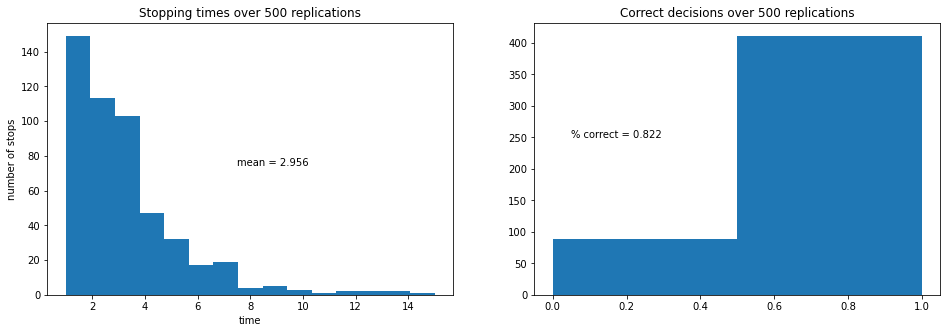 Stopping times over 500 replications
140
120
100
80
60
40
20
0
number of stops
mean = 2.956
2 4 6 8 10 12 14
time
Correct decisions over 500 replications
400
350
300
250
200
150
100
50
0
% correct = 0.822
0.0 0.2 0.4 0.6 0.8 1.0